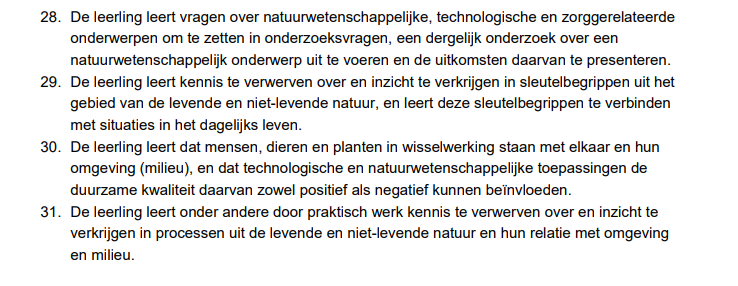 28. De leerling leert vragen over natuurwetenschappelijke, technologische en zorggerelateerde
onderwerpen om te zetten in onderzoeksvragen, een dergelijk onderzoek over een
natuurwetenschappelijk onderwerp uit te voeren en de uitkomsten daarvan te presenteren.
29. De leerling leert kennis te verwerven over en inzicht te verkrijgen in sleutelbegrippen uit het
gebied van de levende en niet-levende natuur, en leert deze sleutelbegrippen te verbinden
met situaties in het dagelijks leven.
30. De leerling leert dat mensen, dieren en planten in wisselwerking staan met elkaar en hun
omgeving (milieu), en dat technologische en natuurwetenschappelijke toepassingen de
duurzame kwaliteit daarvan zowel positief als negatief kunnen beïnvloeden.
31. De leerling leert onder andere door praktisch werk kennis te verwerven over en inzicht te
verkrijgen in processen uit de levende en niet-levende natuur en hun relatie met omgeving
en milieu.